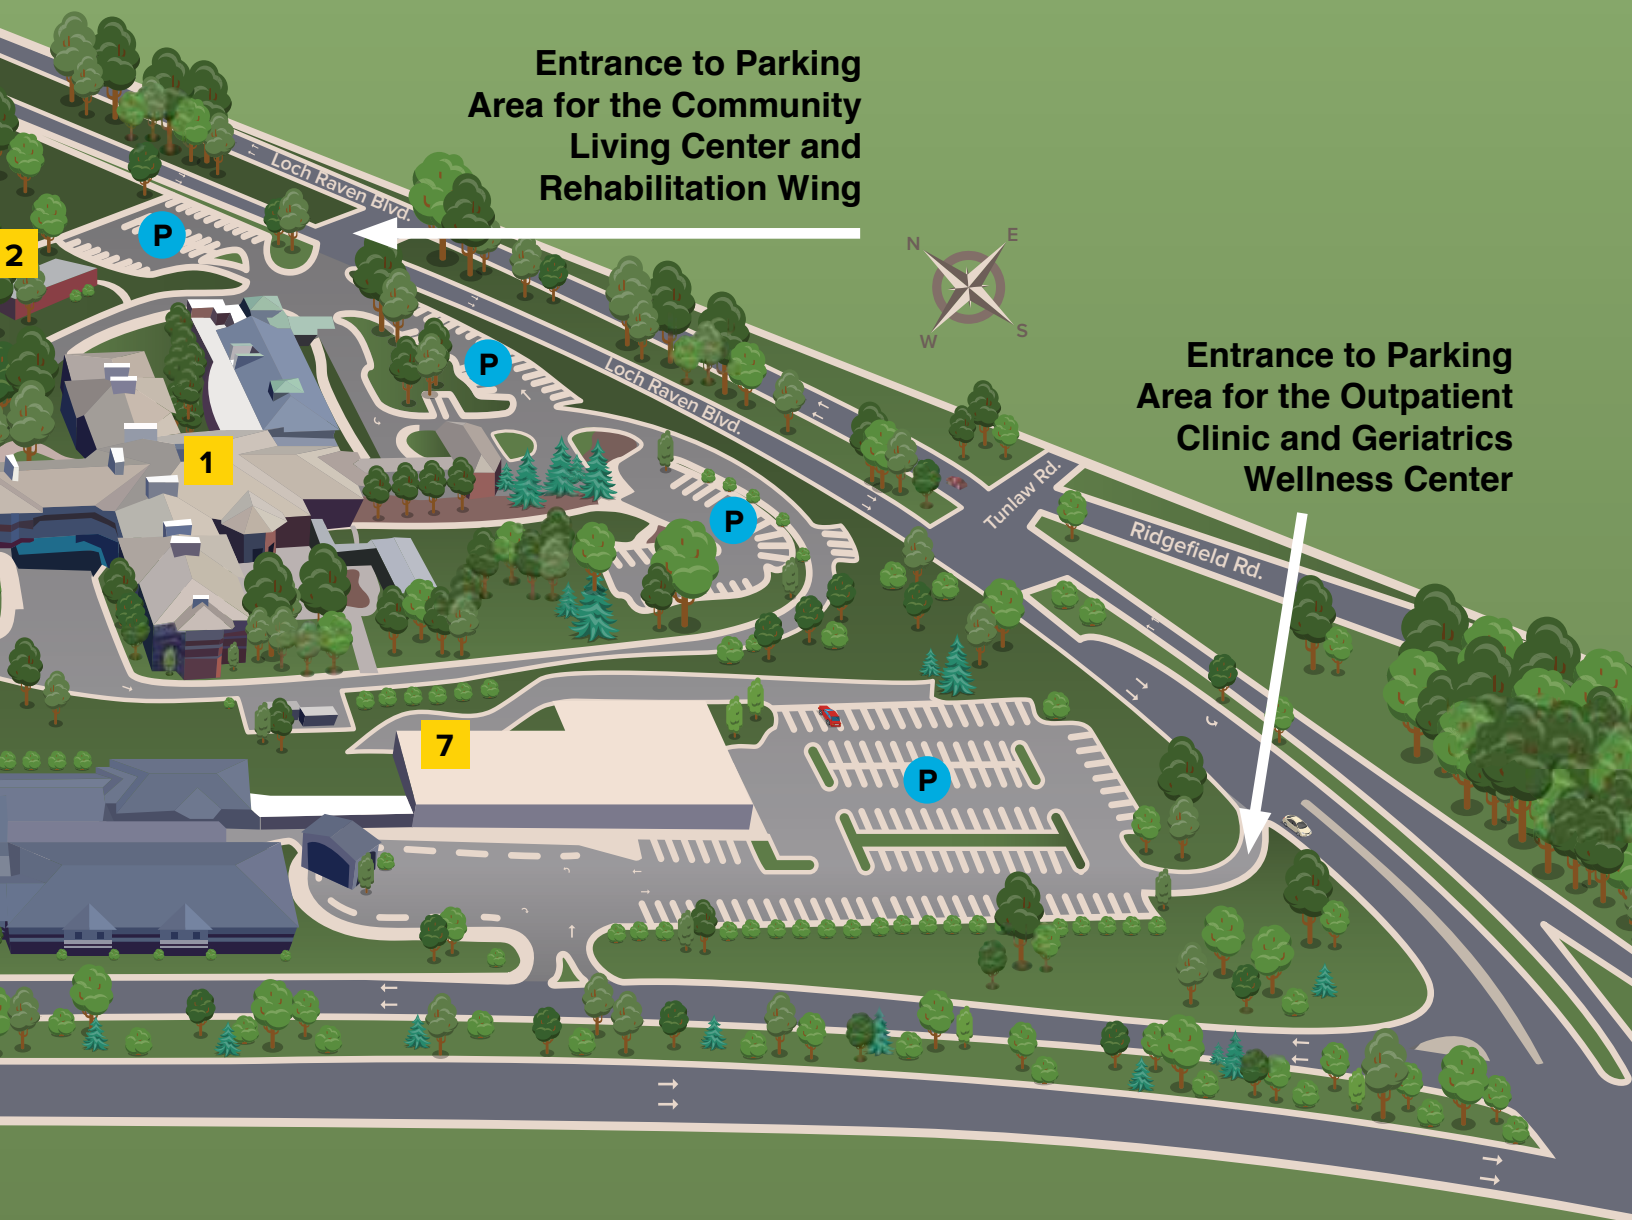 Entrance to Parking
Area for the Community
Living Center and
Rehabilitation Wing
Loch Raven Blvd.
P
2
N
E
S
W
P
Loch Raven Blvd.
Entrance to Parking
Area for the Outpatient
Clinic and Geriatrics
Wellness Center
1
Tunlaw Rd.
P
Ridgefield Rd.
7
P